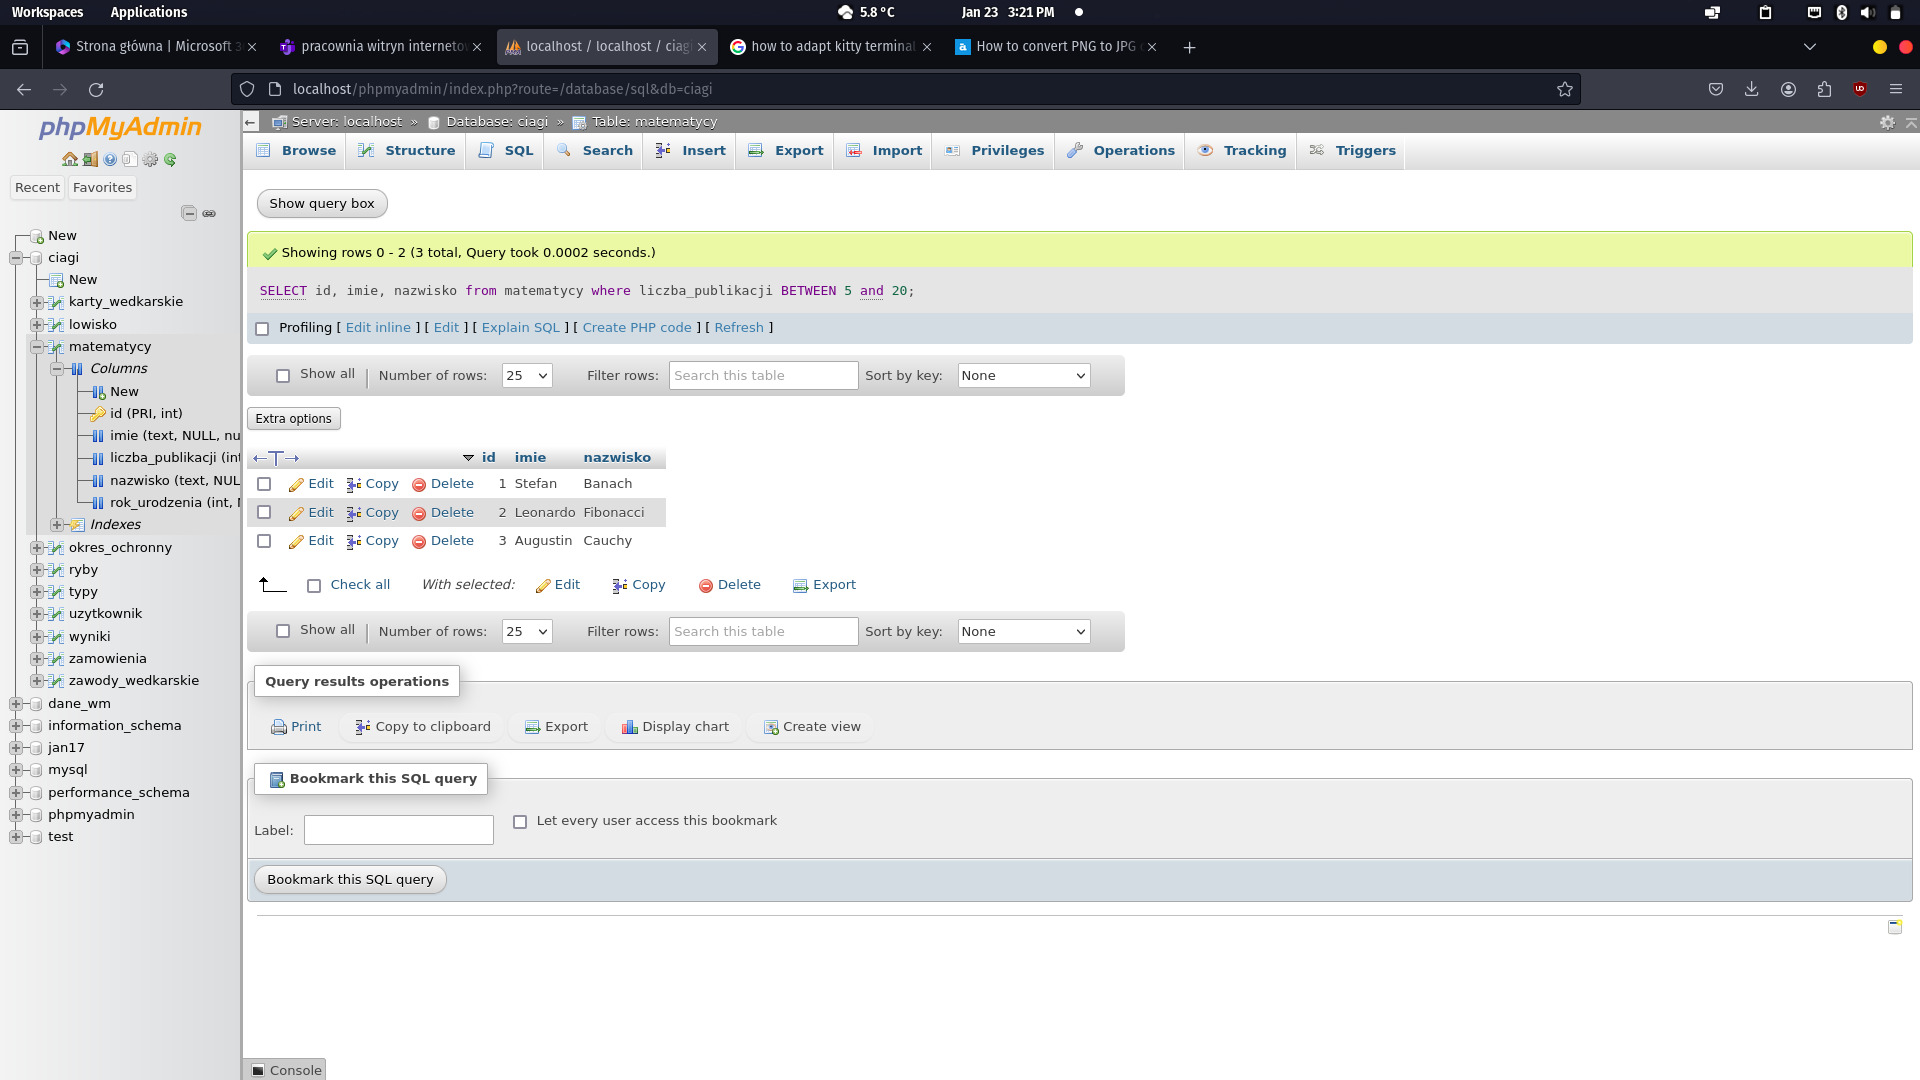 Workspaces Applications 5.8 °C Jan 23 3:21 PM
Strona główna | Microsoft 3 pracownia witryn interneto localhost / localhost / ciagi how to adapt kitty terminal How to convert PNG to JPG
localhost/phpmyadmin/index.php?route=/database/sql&db=ciagi
phpMyAdmin
Recent Favorites
New
ciagi
New
karty_wedkarskie
lowisko
matematycy
Columns
New
id (PRI, int)
imie (text, NULL, nu
liczba_publikacji (int
nazwisko (text, NUL
rok_urodzenia (int, N
Indexes
okres_ochronny
ryby
typy
uzytkownik
wyniki
zamowienia
zawody_wedkarskie
dane_wm
information_schema
jan17
mysql
performance_schema
phpmyadmin
test
Server: localhost » Database: ciagi » Table: matematycy
Browse Structure SQL Search Insert Export Import Privileges Operations Tracking Triggers
Show query box
Showing rows 0 - 2 (3 total, Query took 0.0002 seconds.)
SELECT id, imie, nazwisko from matematycy where liczba_publikacji BETWEEN 5 and 20;
Profiling [ Edit inline ] [ Edit ] [ Explain SQL ] [ Create PHP code ] [ Refresh ]
Show all Number of rows: 25 Filter rows: Search this table Sort by key: None
Extra options
←T→ id imie nazwisko
Edit Copy Delete 1 Stefan Banach
Edit Copy Delete 2 Leonardo Fibonacci
Edit Copy Delete 3 Augustin Cauchy
Check all With selected: Edit Copy Delete Export
Show all Number of rows: 25 Filter rows: Search this table Sort by key: None
Query results operations
Print Copy to clipboard Export Display chart Create view
Bookmark this SQL query
Label: Let every user access this bookmark
Bookmark this SQL query
Console